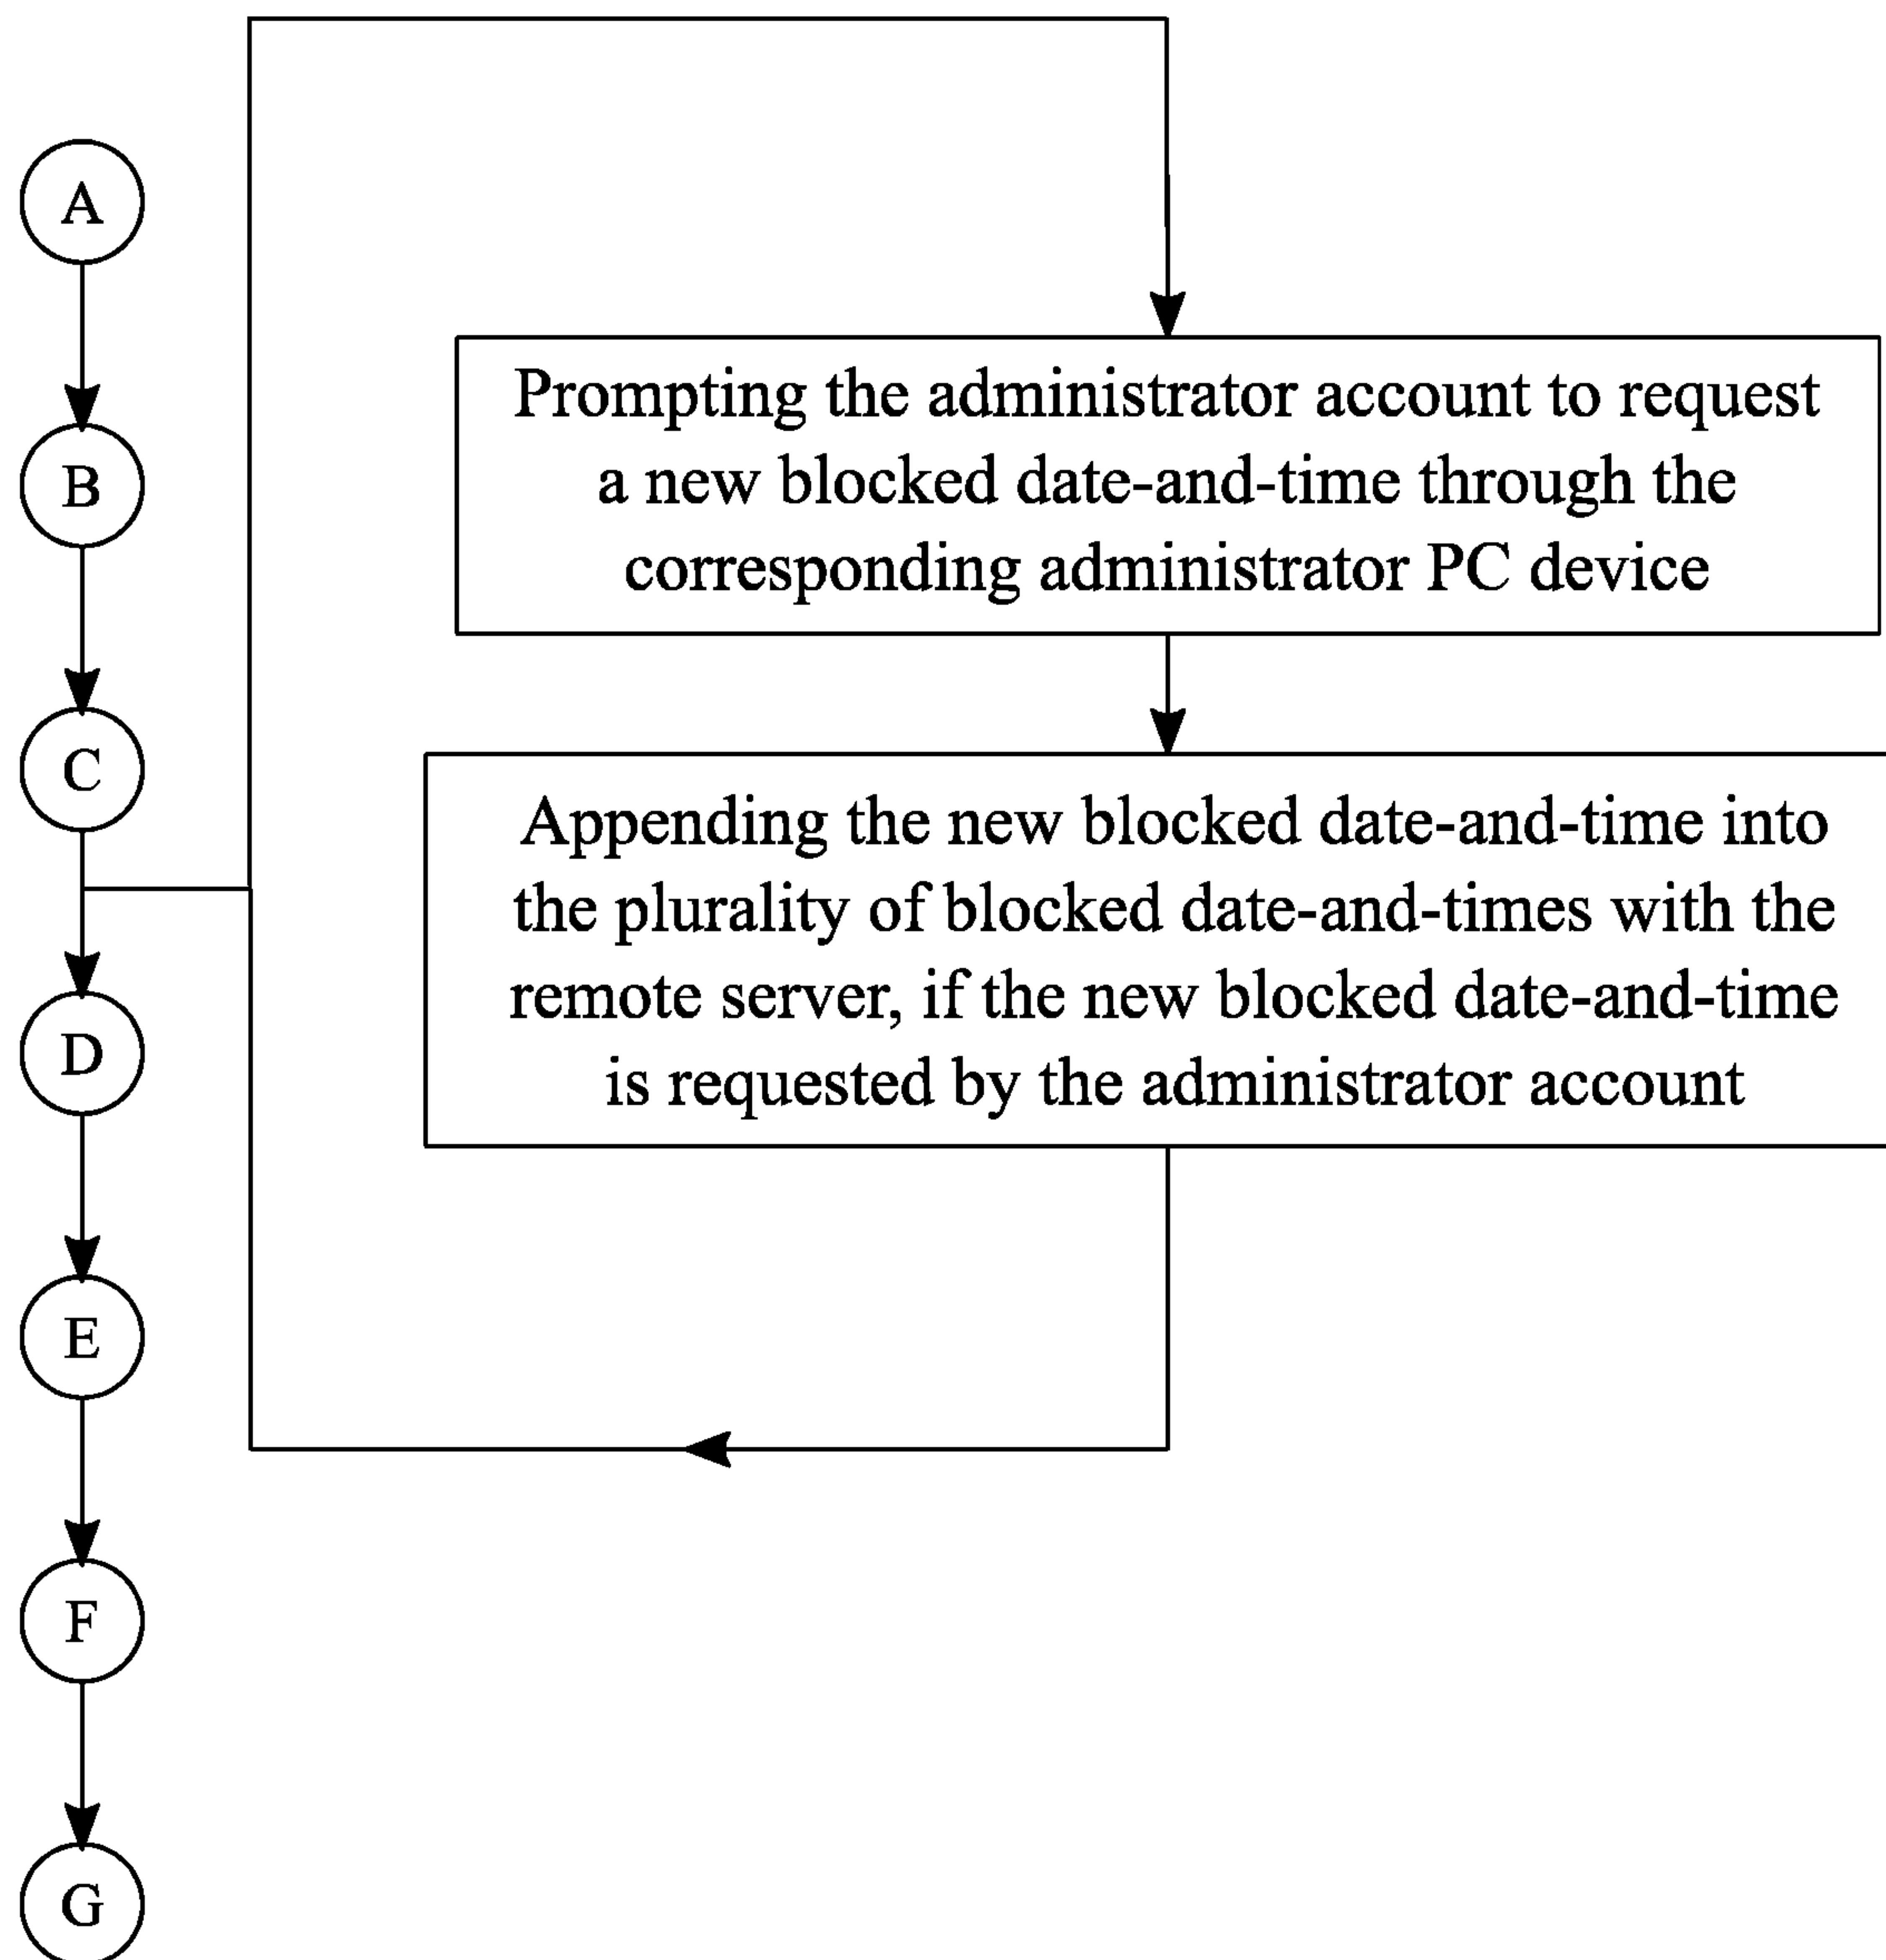 A
B
C
D
E
F
G
Prompting the administrator account to request
a new blocked date-and-time through the
corresponding administrator PC device
Appending the new blocked date-and-time into
the plurality of blocked date-and-times with the
remote server, if the new blocked date-and-time
is requested by the administrator account